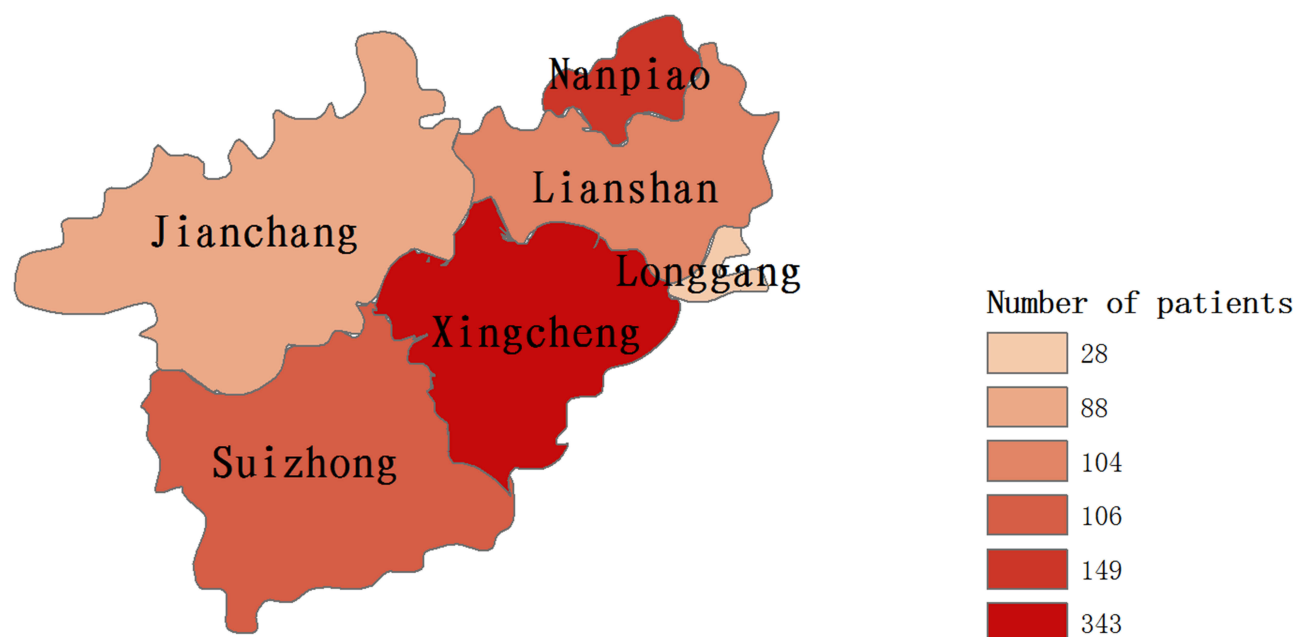 Nanpiao
Lianshan
Jianchang
Longgang
Xingcheng
Suizhong
Number of patients
28
88
104
106
149
343